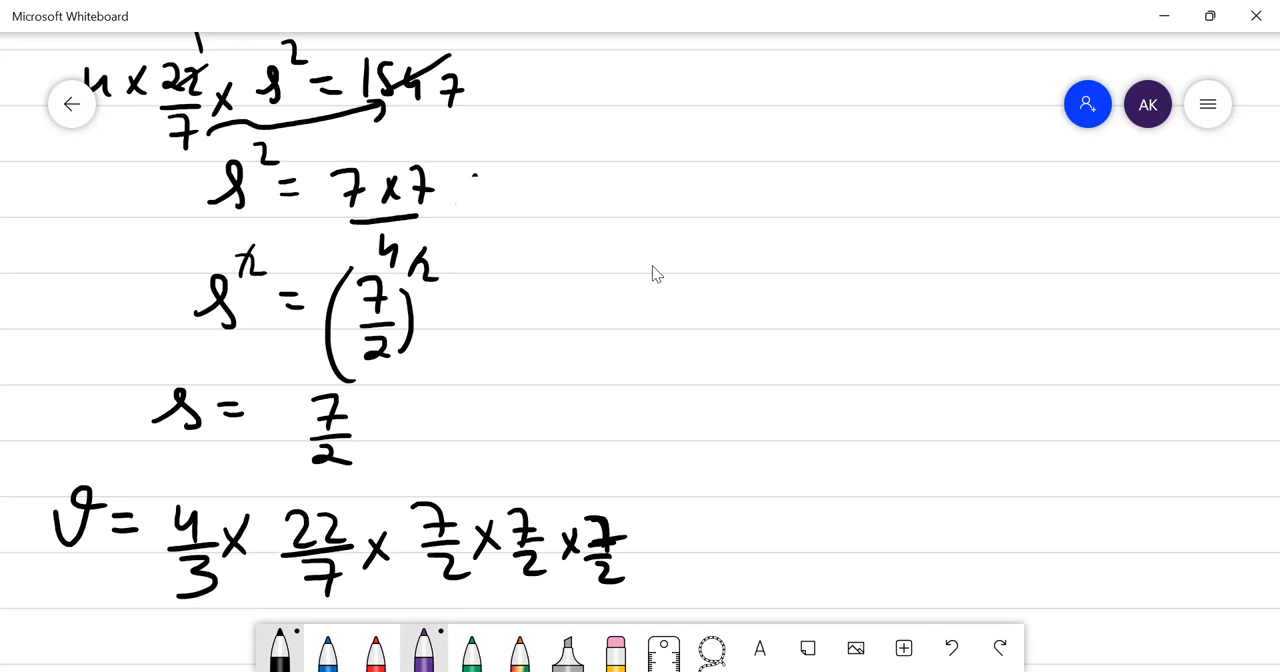 Microsoft Whiteboard
4 × 22/7 × r² = 154 7
1
AK
r² = 7 × 7 / 4
r² = (7/2)²
r = 7/2
V = 4/3 × 22/7 × 7/2 × 7/2 × 7/2
A